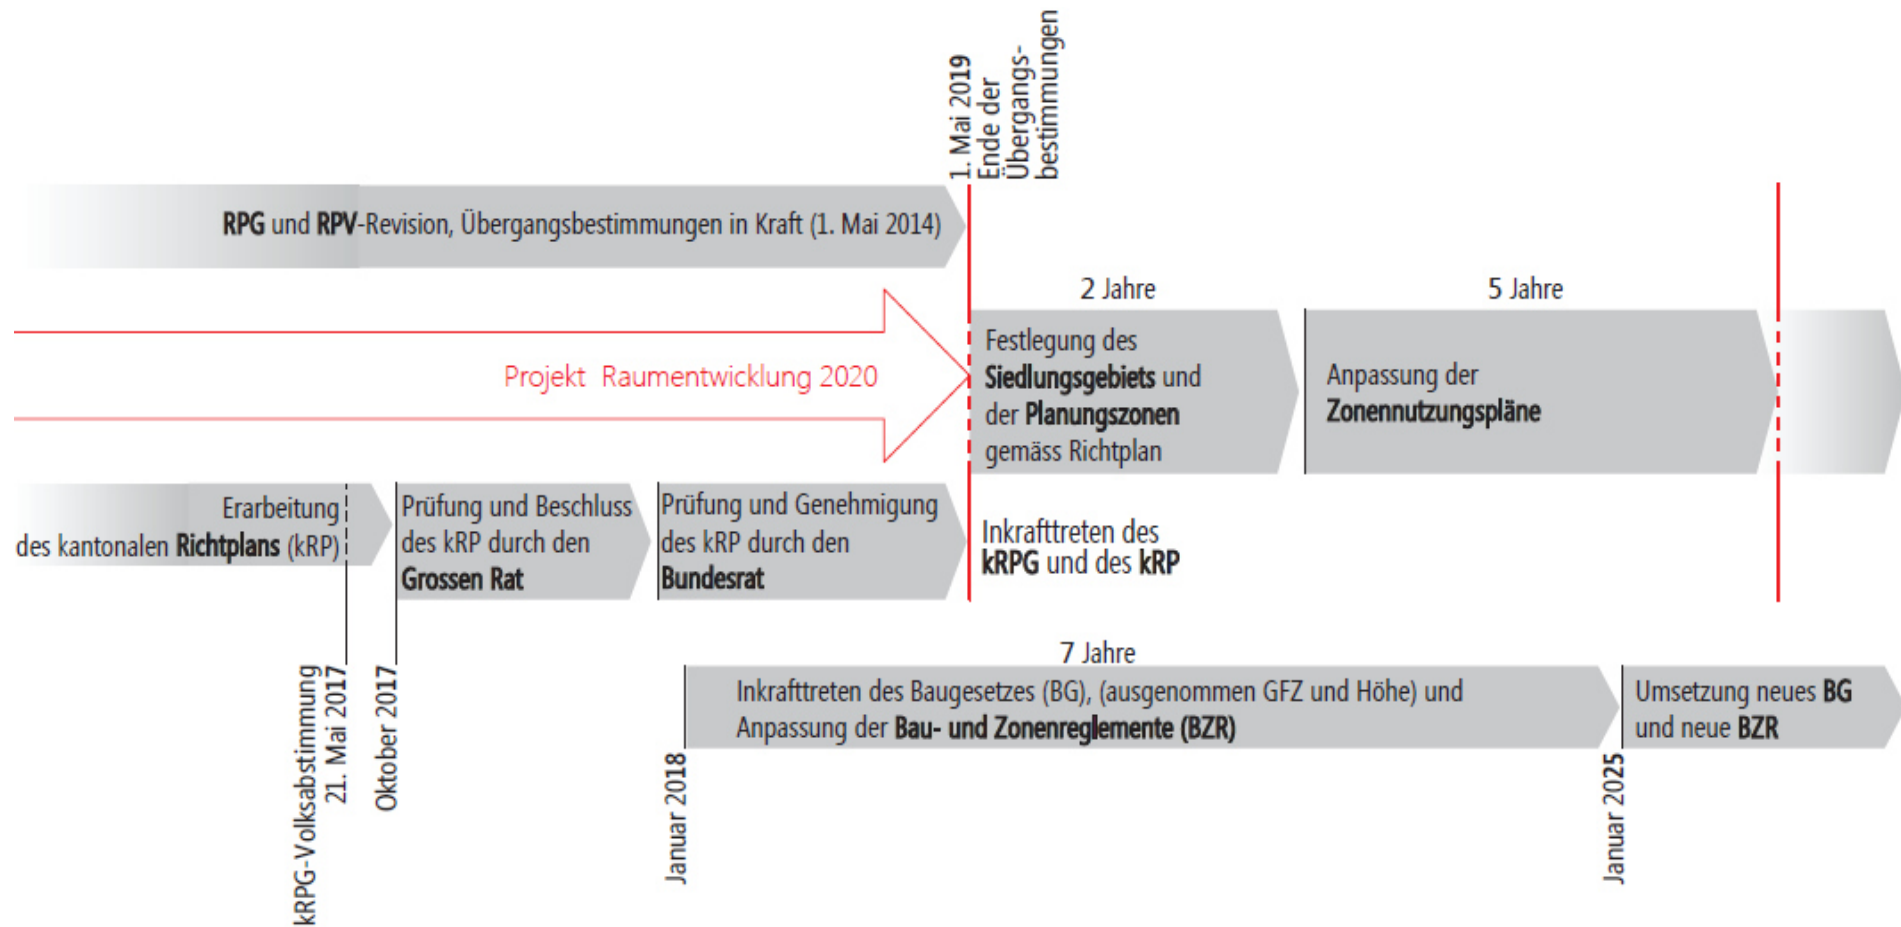 1. Mai 2019
Ende der
Übergangs-
bestimmungen
RPG und RPV-Revision, Übergangsbestimmungen in Kraft (1. Mai 2014)
2 Jahre
5 Jahre
Projekt Raumentwicklung 2020
Festlegung des
Siedlungsgebiets und
der Planungszonen
gemäss Richtplan
Anpassung der
Zonennutzungspläne
Erarbeitung
des kantonalen Richtplans (kRP)
Prüfung und Beschluss
des kRP durch den
Grossen Rat
Prüfung und Genehmigung
des kRP durch den
Bundesrat
Inkrafttreten des
kRPG und des kRP
kRPG-Volksabstimmung
21. Mai 2017
Oktober 2017
7 Jahre
Januar 2018
Inkrafttreten des Baugesetzes (BG), (ausgenommen GFZ und Höhe) und
Anpassung der Bau- und Zonenreglemente (BZR)
Januar 2025
Umsetzung neues BG
und neue BZR